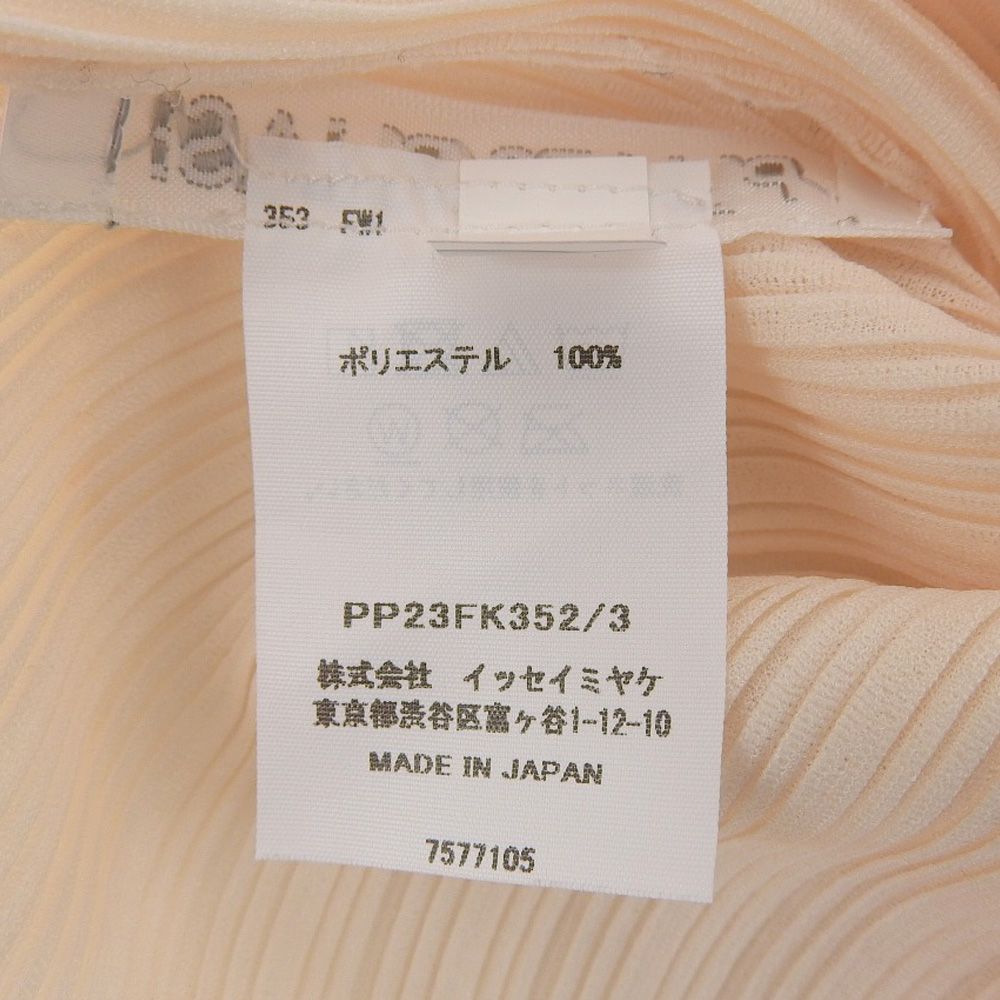 353 FW1
ポリエステル 100%
PP23FK352/3
株式会社 イッセイミヤケ
東京都渋谷区富ヶ谷1-12-10
MADE IN JAPAN
7577105